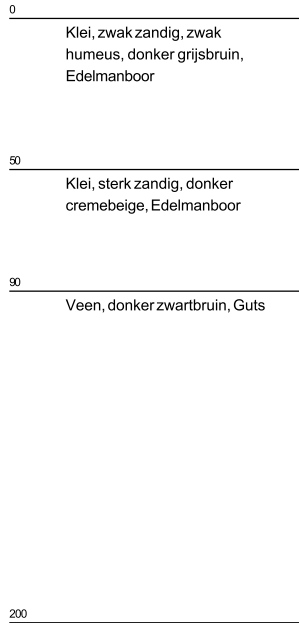 0
Klei, zwak zandig, zwak
humeus, donker grijsbruin,
Edelmanboor
50
Klei, sterk zandig, donker
cremebeige, Edelmanboor
90
Veen, donker zwartbruin, Guts
200